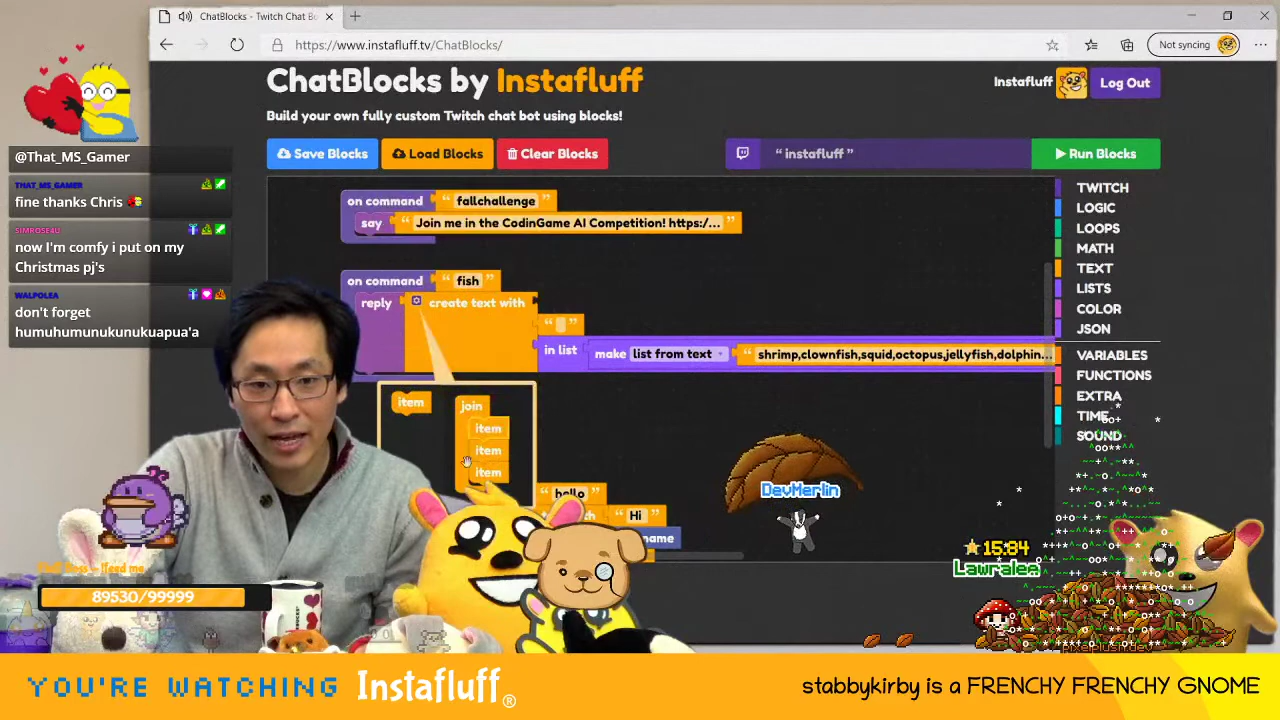 ChatBlocks - Twitch Chat Bo
https://www.instafluff.tv/ChatBlocks/
Not syncing
ChatBlocks by Instafluff
Instafluff
Log Out
Build your own fully custom Twitch chat bot using blocks!
Save Blocks
Load Blocks
Clear Blocks
“ instafluff ”
Run Blocks
@That_MS_Gamer
THAT_MS_GAMER
fine thanks Chris
SIMROSE4U
now I'm comfy i put on my
Christmas pj's
WALPOLEA
don't forget
humuhumunukunukuapua'a
on command “ fallchallenge ”
say “ Join me in the CodinGame AI Competition! https:/... ”
on command “ fish ”
reply create text with
“ ”
in list make list from text “ shrimp,clownfish,squid,octopus,jellyfish,dolphin...
item
join
item
item
item
“ hello ”
“ Hi ”
name
TWITCH
LOGIC
LOOPS
MATH
TEXT
LISTS
COLOR
JSON
VARIABLES
FUNCTIONS
EXTRA
TIME
SOUND
DevMerlin
15.84
Lawralee
pixelplush.dev
89530/99999
YOU'RE WATCHING Instafluff®
stabbykirby is a FRENCHY FRENCHY GNOME